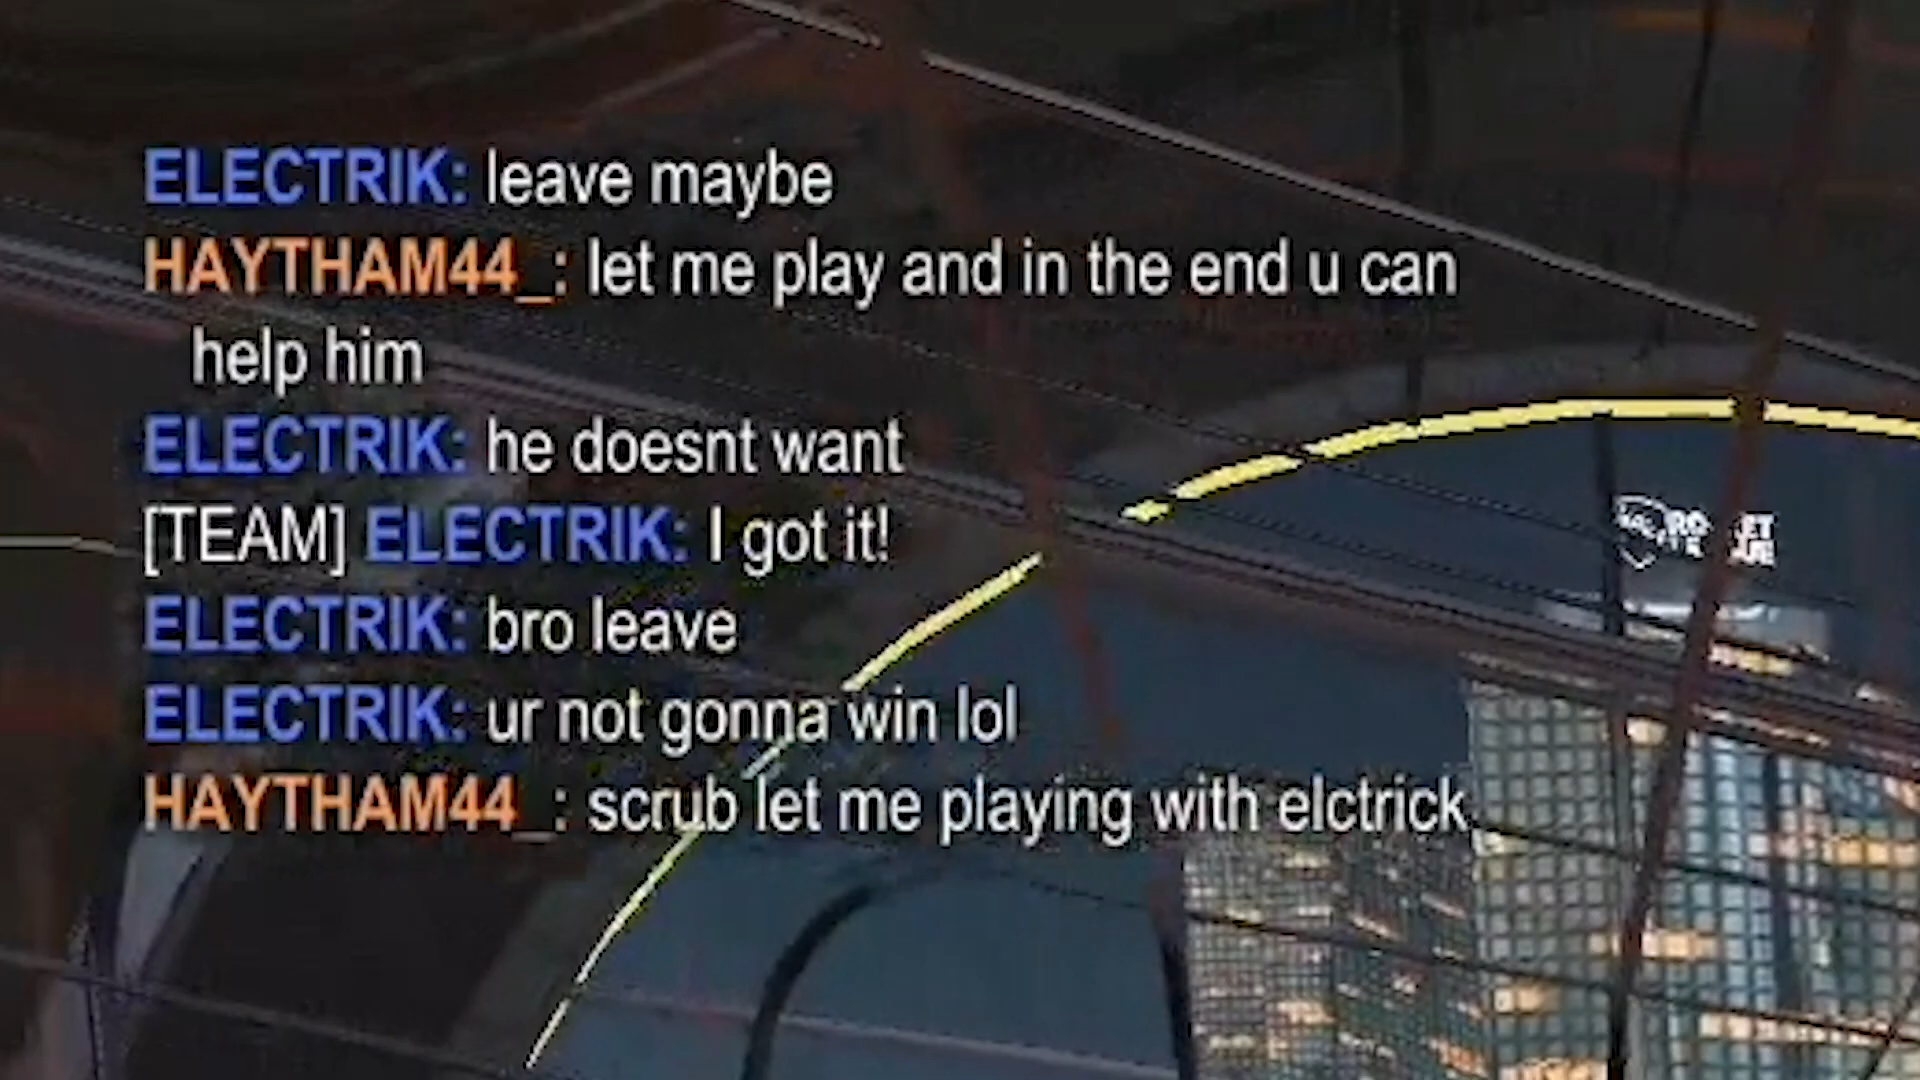 ELECTRIK: leave maybe
HAYTHAM44_: let me play and in the end u can
help him
ELECTRIK: he doesnt want
[TEAM] ELECTRIK: I got it!
ELECTRIK: bro leave
ELECTRIK: ur not gonna win lol
HAYTHAM44_: scrub let me playing with elctrick